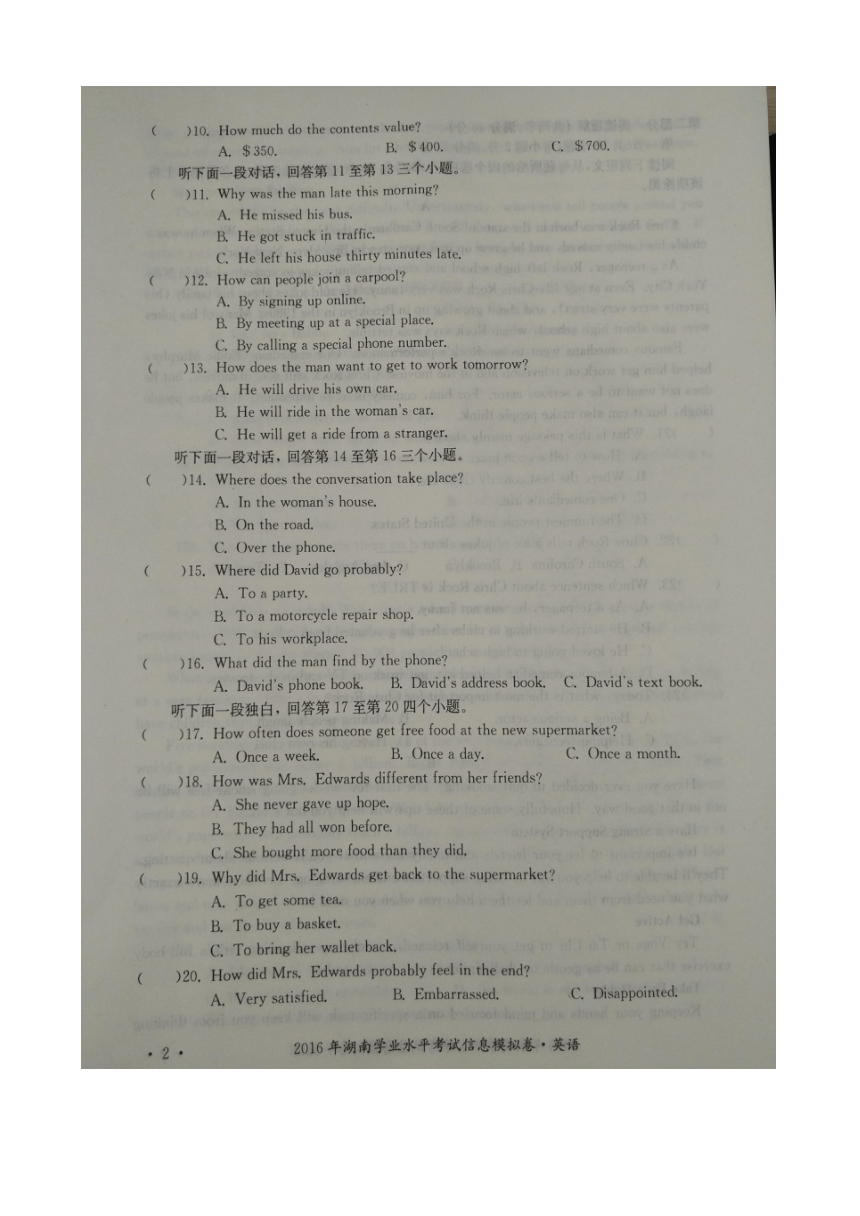 (    )10. How much do the contents value?
A. $350.    B. $400.    C. $700.
听下面一段对话,回答第11至第13三个小题。
(    )11. Why was the man late this morning?
A. He missed his bus.
B. He got stuck in traffic.
C. He left his house thirty minutes late.
(    )12. How can people join a carpool?
A. By signing up online.
B. By meeting up at a special place.
C. By calling a special phone number.
(    )13. How does the man want to get to work tomorrow?
A. He will drive his own car.
B. He will ride in the woman's car.
C. He will get a ride from a stranger.
听下面一段对话,回答第14至第16三个小题。
(    )14. Where does the conversation take place?
A. In the woman's house.
B. On the road.
C. Over the phone.
(    )15. Where did David go probably?
A. To a party.
B. To a motorcycle repair shop.
C. To his workplace.
(    )16. What did the man find by the phone?
A. David's phone book.    B. David's address book.    C. David's text book.
听下面一段独白,回答第17至第20四个小题。
(    )17. How often does someone get free food at the new supermarket?
A. Once a week.    B. Once a day.    C. Once a month.
(    )18. How was Mrs. Edwards different from her friends?
A. She never gave up hope.
B. They had all won before.
C. She bought more food than they did.
(    )19. Why did Mrs. Edwards get back to the supermarket?
A. To get some tea.
B. To buy a basket.
C. To bring her wallet back.
(    )20. How did Mrs. Edwards probably feel in the end?
A. Very satisfied.    B. Embarrassed.    C. Disappointed.
· 2 ·    2016年湖南学业水平考试信息模拟卷·英语